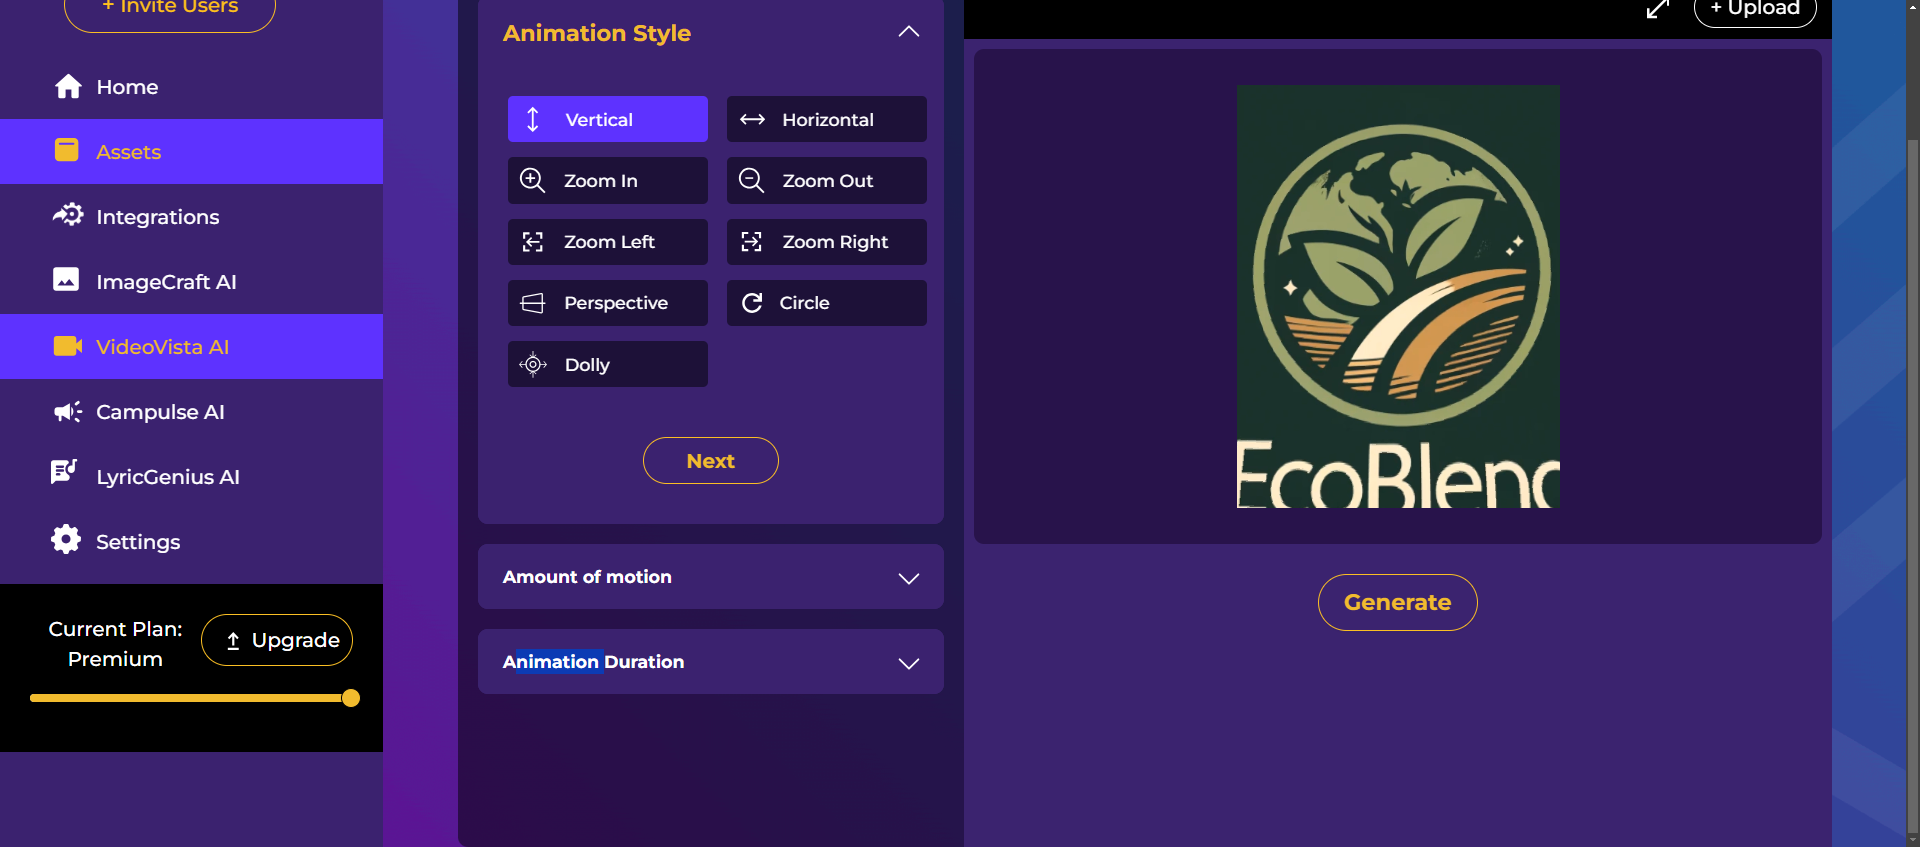 + Invite Users
Home
Assets
Integrations
ImageCraft AI
VideoVista AI
Campulse AI
LyricGenius AI
Settings
Current Plan:
Premium
Upgrade
Animation Style
Vertical
Horizontal
Zoom In
Zoom Out
Zoom Left
Zoom Right
Perspective
Circle
Dolly
Next
Amount of motion
Animation Duration
+ Upload
EcoBlend
Generate